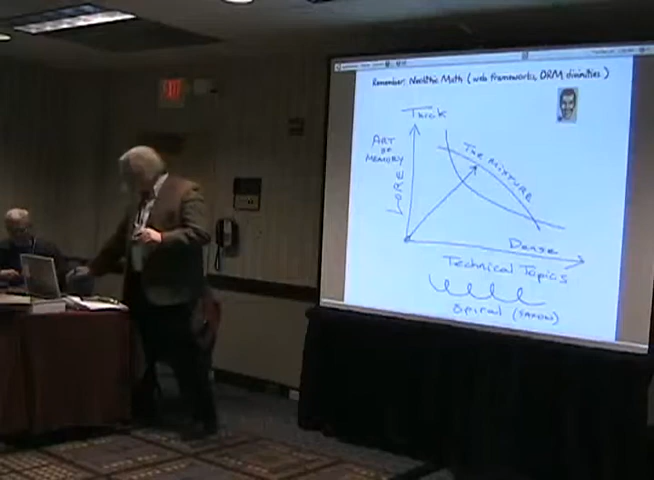 EXIT
Remember: Neolithic Math (web frameworks, ORM divinities)
Thick
ART
OF
MEMORY
LORE
The MIXTURE
Dense
Technical Topics
Spiral (SAXON)